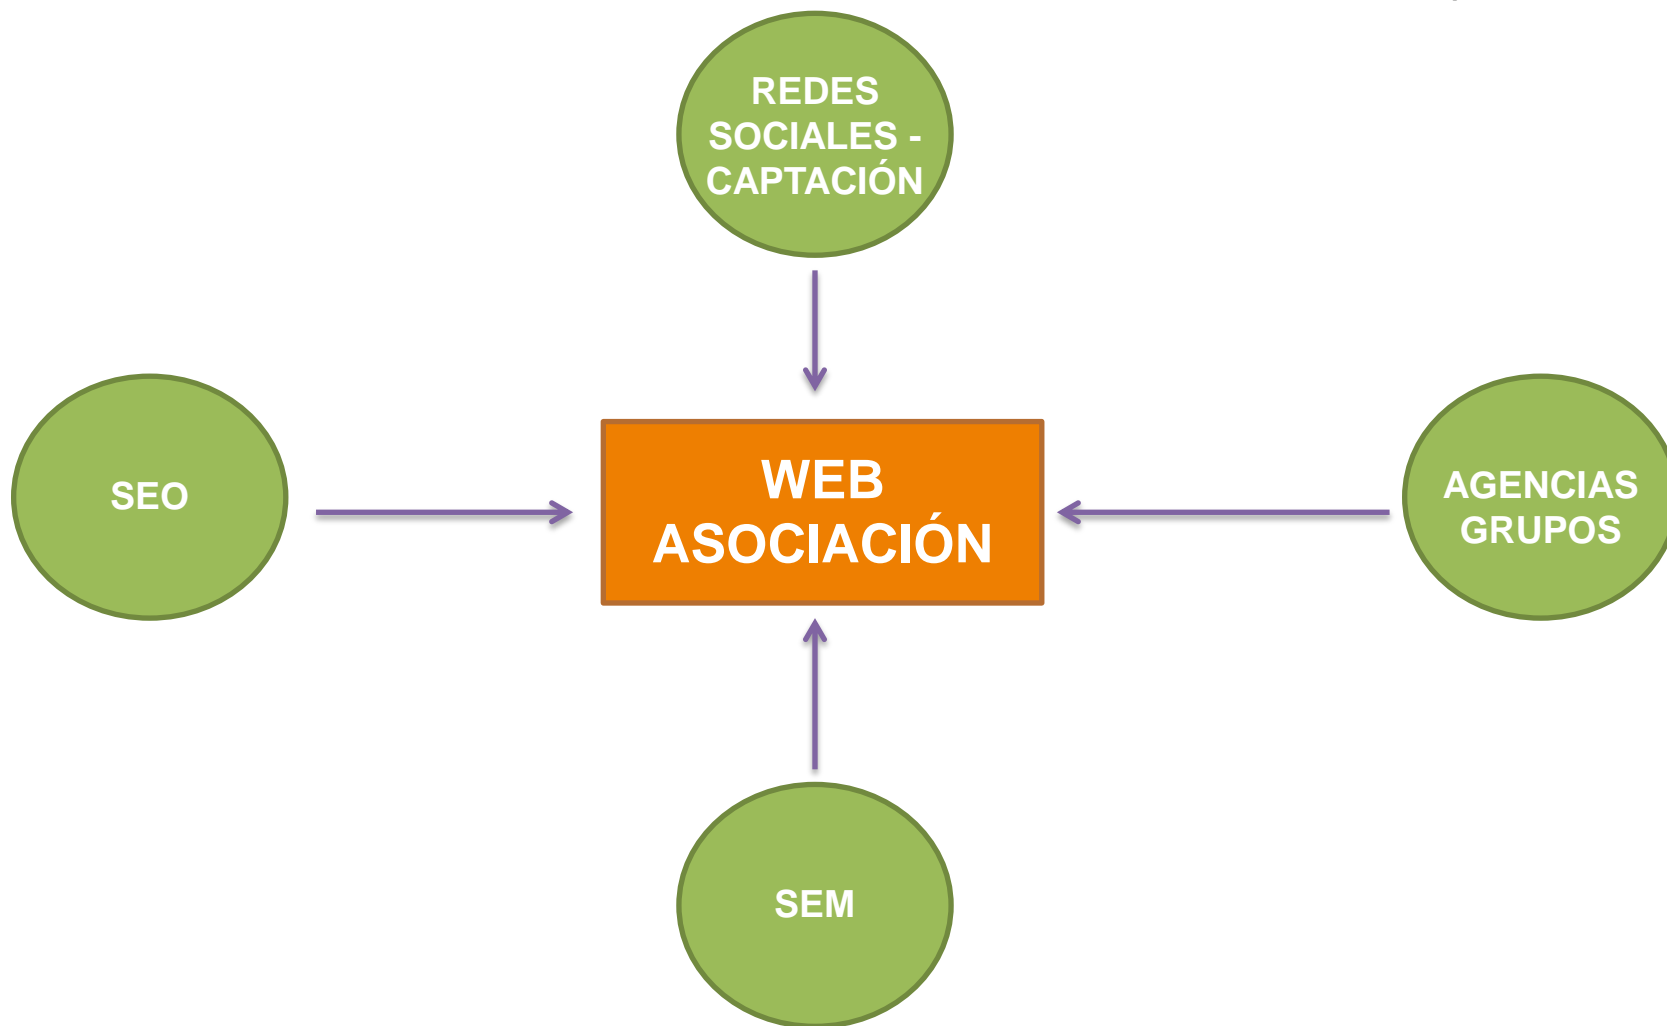 REDES
SOCIALES -
CAPTACIÓN
SEO
WEB
ASOCIACIÓN
AGENCIAS
GRUPOS
SEM